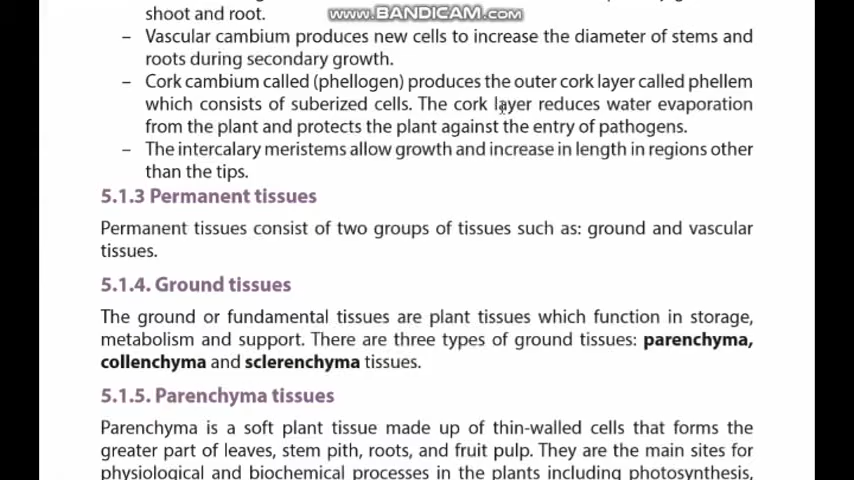 www.BANDICAM.com
shoot and root.
– Vascular cambium produces new cells to increase the diameter of stems and
roots during secondary growth.
– Cork cambium called (phellogen) produces the outer cork layer called phellem
which consists of suberized cells. The cork layer reduces water evaporation
from the plant and protects the plant against the entry of pathogens.
– The intercalary meristems allow growth and increase in length in regions other
than the tips.
5.1.3 Permanent tissues
Permanent tissues consist of two groups of tissues such as: ground and vascular
tissues.
5.1.4. Ground tissues
The ground or fundamental tissues are plant tissues which function in storage,
metabolism and support. There are three types of ground tissues: parenchyma,
collenchyma and sclerenchyma tissues.
5.1.5. Parenchyma tissues
Parenchyma is a soft plant tissue made up of thin-walled cells that forms the
greater part of leaves, stem pith, roots, and fruit pulp. They are the main sites for
physiological and biochemical processes in the plants including photosynthesis,